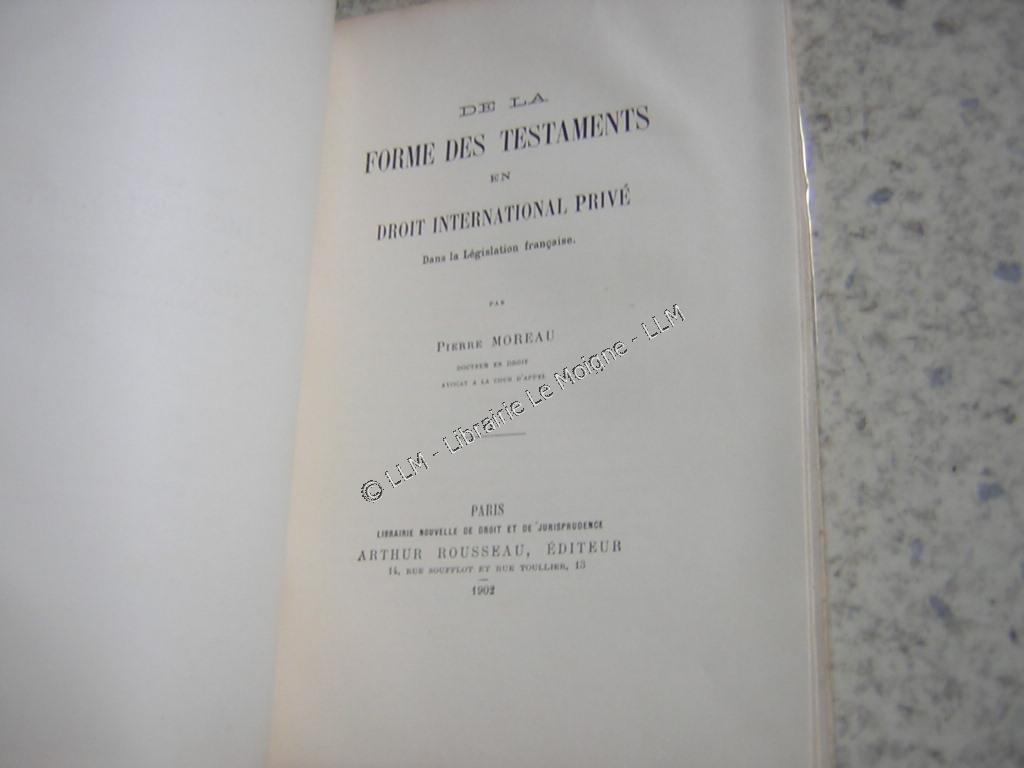 DE LA
FORME DES TESTAMENTS
EN
DROIT INTERNATIONAL PRIVÉ
Dans la Législation française.
PAR
PIERRE MOREAU
DOCTEUR EN DROIT
AVOCAT A LA COUR D'APPEL
© LLM - Librairie Le Moigne - LLM
PARIS
LIBRAIRIE NOUVELLE DE DROIT ET DE JURISPRUDENCE
ARTHUR ROUSSEAU, ÉDITEUR
14, RUE SOUFFLOT ET RUE TOULLIER, 13
1902